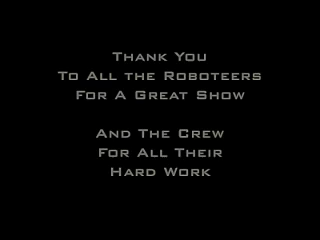 Thank You
To All the Roboteers
For A Great Show
And The Crew
For All Their
Hard Work